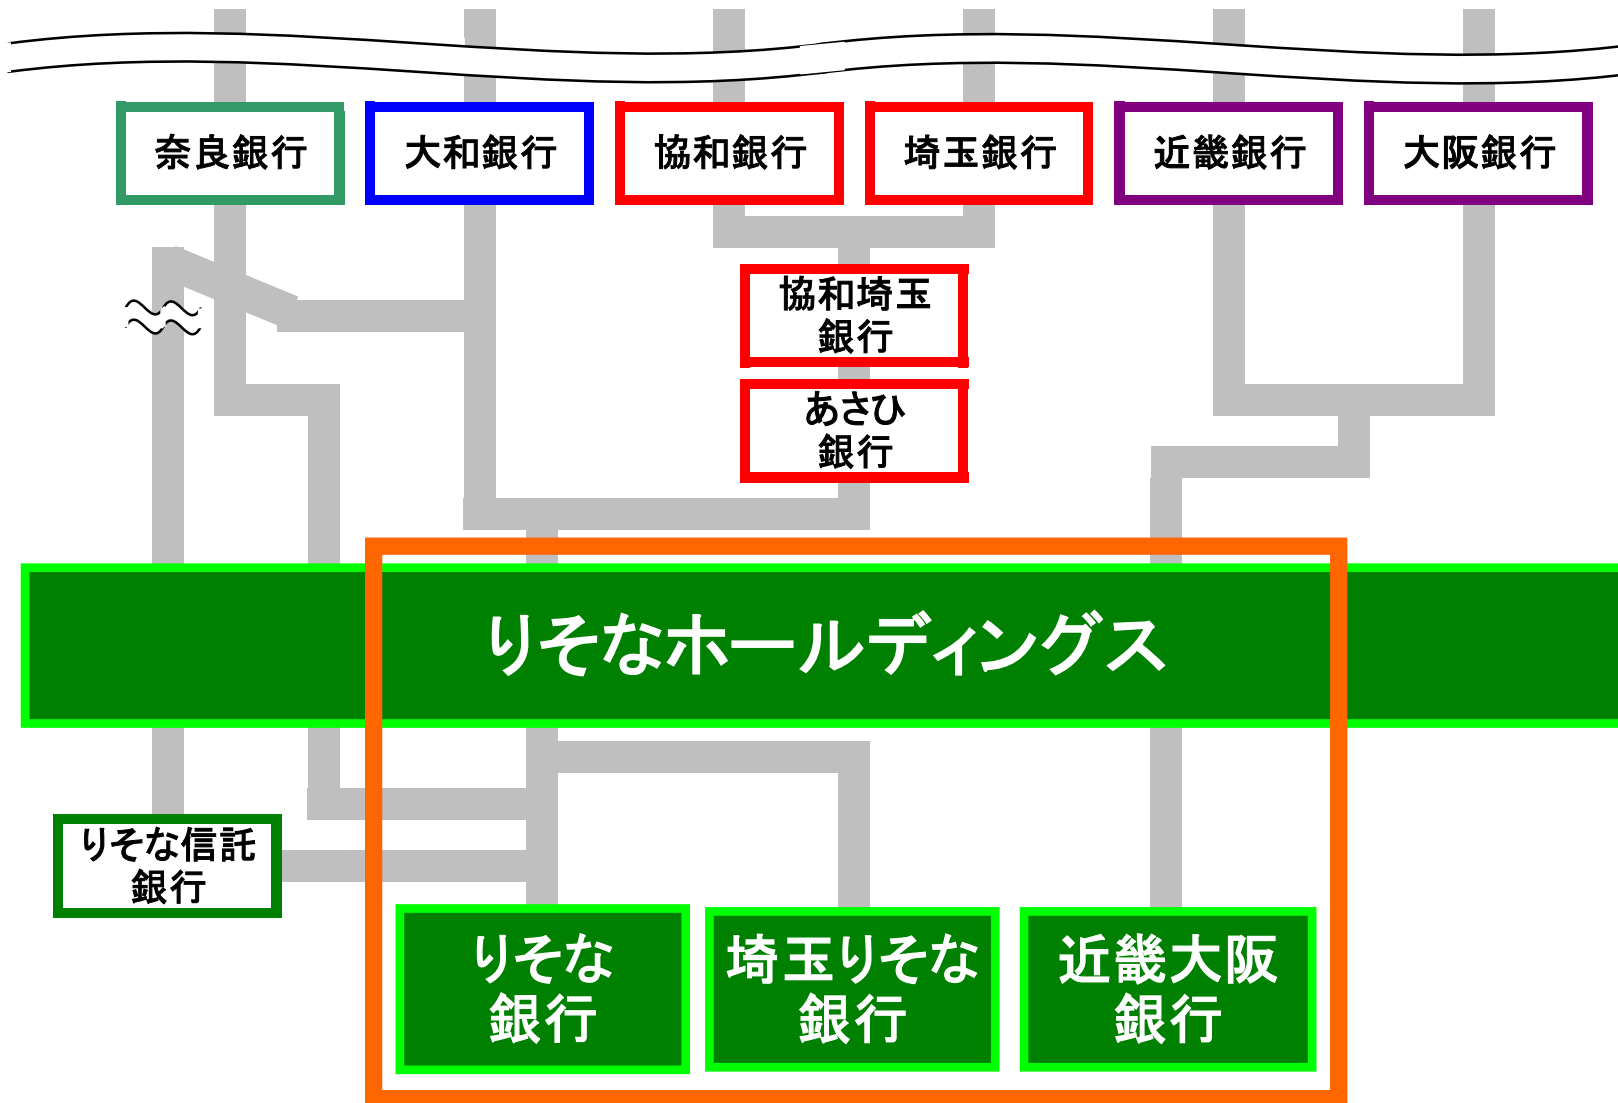 奈良銀行
大和銀行
協和銀行
埼玉銀行
近畿銀行
大阪銀行
協和埼玉
銀行
あさひ
銀行
りそなホールディングス
りそな信託
銀行
りそな
銀行
埼玉りそな
銀行
近畿大阪
銀行